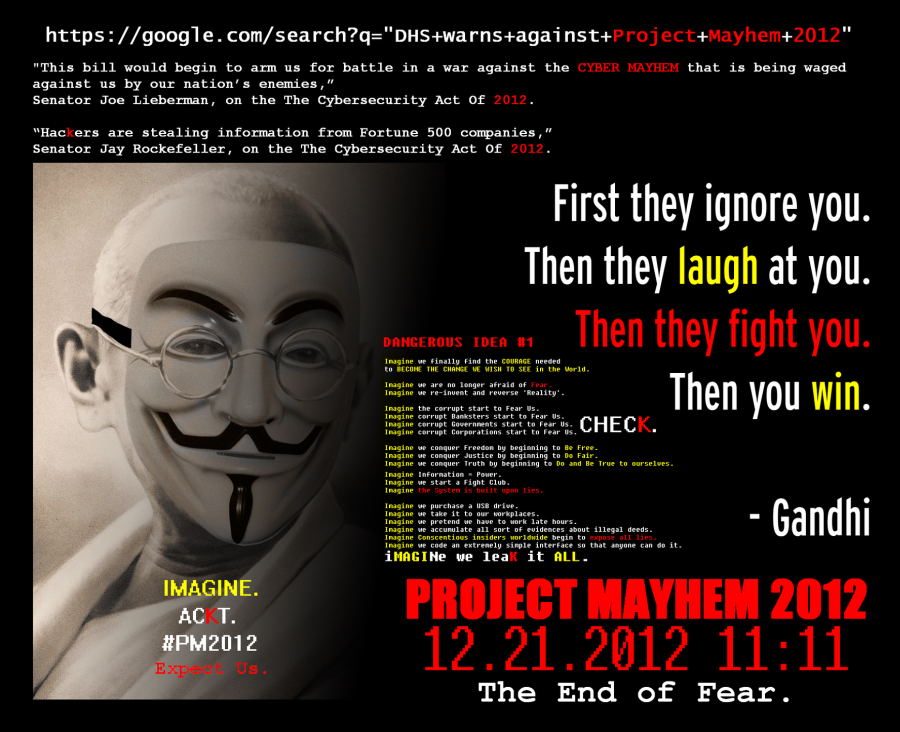 https://google.com/search?q="DHS+warns+against+Project+Mayhem+2012"
"This bill would begin to arm us for battle in a war against the CYBER MAYHEM that is being waged
against us by our nation’s enemies,”
Senator Joe Lieberman, on the The Cybersecurity Act Of 2012.
“Hackers are stealing information from Fortune 500 companies,”
Senator Jay Rockefeller, on the The Cybersecurity Act Of 2012.
First they ignore you.
Then they laugh at you.
Then they fight you.
Then you win.
- Gandhi
DANGEROUS IDEA #1
Imagine we finally find the COURAGE needed
to BECOME THE CHANGE WE WISH TO SEE in the World.
Imagine we are no longer afraid of Fear.
Imagine we re-invent and reverse 'Reality'.
Imagine the corrupt start to Fear Us.
Imagine corrupt Banksters start to Fear Us.
Imagine corrupt Governments start to Fear Us.
Imagine corrupt Corporations start to Fear Us.
CHECK.
Imagine we conquer Freedom by beginning to Be Free.
Imagine we conquer Justice by beginning to Do Fair.
Imagine we conquer Truth by beginning to Do and Be True to ourselves.
Imagine Information = Power.
Imagine we start a Fight Club.
Imagine the System is built upon lies.
Imagine we purchase a USB drive.
Imagine we take it to our workplaces.
Imagine we pretend we have to work late hours.
Imagine we accumulate all sort of evidences about illegal deeds.
Imagine Conscentious insiders worldwide begin to expose all lies.
Imagine we code an extremely simple interface so that anyone can do it.
iMAGINe we leaK it ALL.
IMAGINE.
ACKT.
#PM2012
Expect Us.
PROJECT MAYHEM 2012
12.21.2012 11:11
The End of Fear.